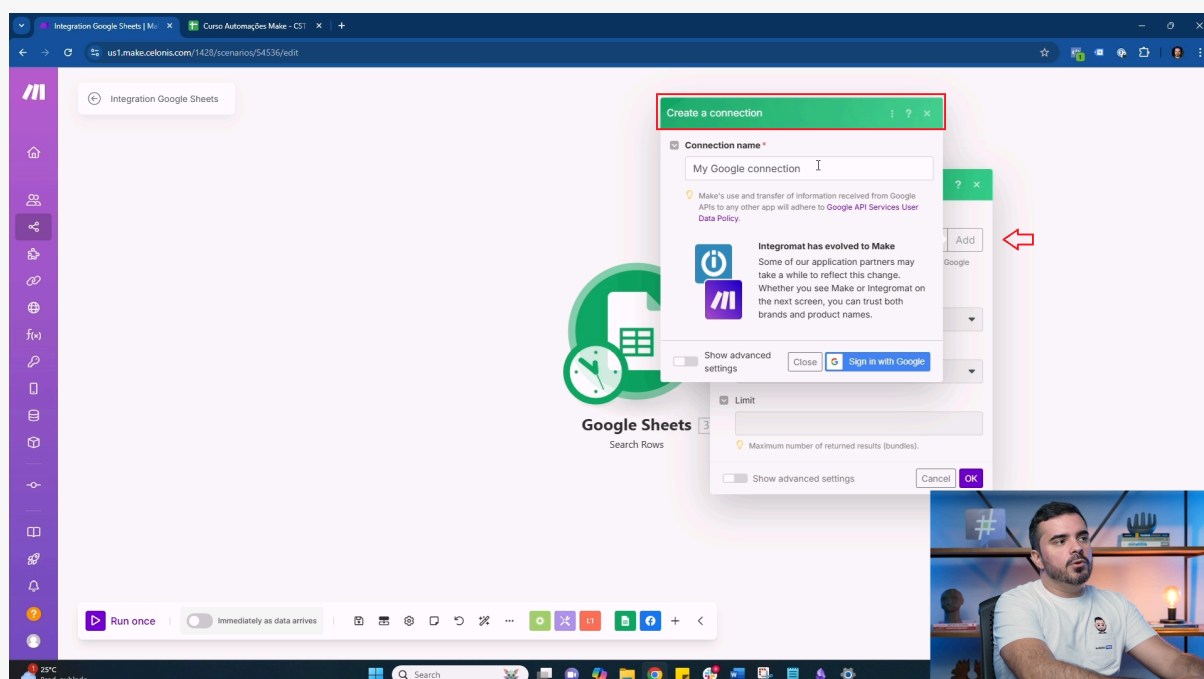 Integration Google Sheets | Ma
Curso Automações Make - CST
us1.make.celonis.com/1428/scenarios/54536/edit
Integration Google Sheets
Create a connection
Connection name *
My Google connection
Make's use and transfer of information received from Google
APIs to any other app will adhere to Google API Services User
Data Policy.
Integromat has evolved to Make
Some of our application partners may
take a while to reflect this change.
Whether you see Make or Integromat on
the next screen, you can trust both
brands and product names.
Show advanced
settings
Close
Sign in with Google
Add
Google
Limit
Maximum number of returned results (bundles).
Show advanced settings
Cancel
OK
Google Sheets 3
Search Rows
Run once
Immediately as data arrives
1
25°C
Search